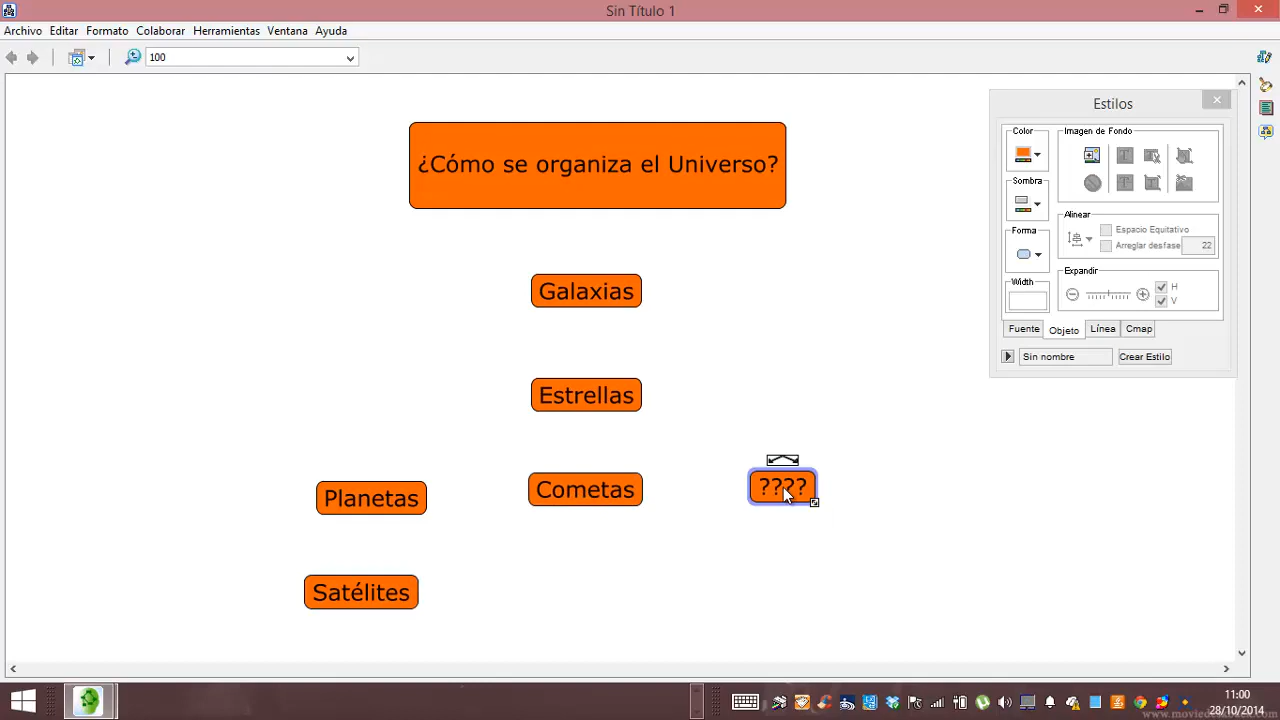 Sin Título 1
Archivo Editar Formato Colaborar Herramientas Ventana Ayuda
100
¿Cómo se organiza el Universo?
Galaxias
Estrellas
Planetas
Cometas
????
Satélites
Estilos
Color
Imagen de Fondo
Sombra
Forma
Alinear
Espacio Equitativo
Arreglar desfase 22
Expandir
H
V
Width
Fuente Objeto Línea Cmap
Sin nombre Crear Estilo
11:00
28/10/2014